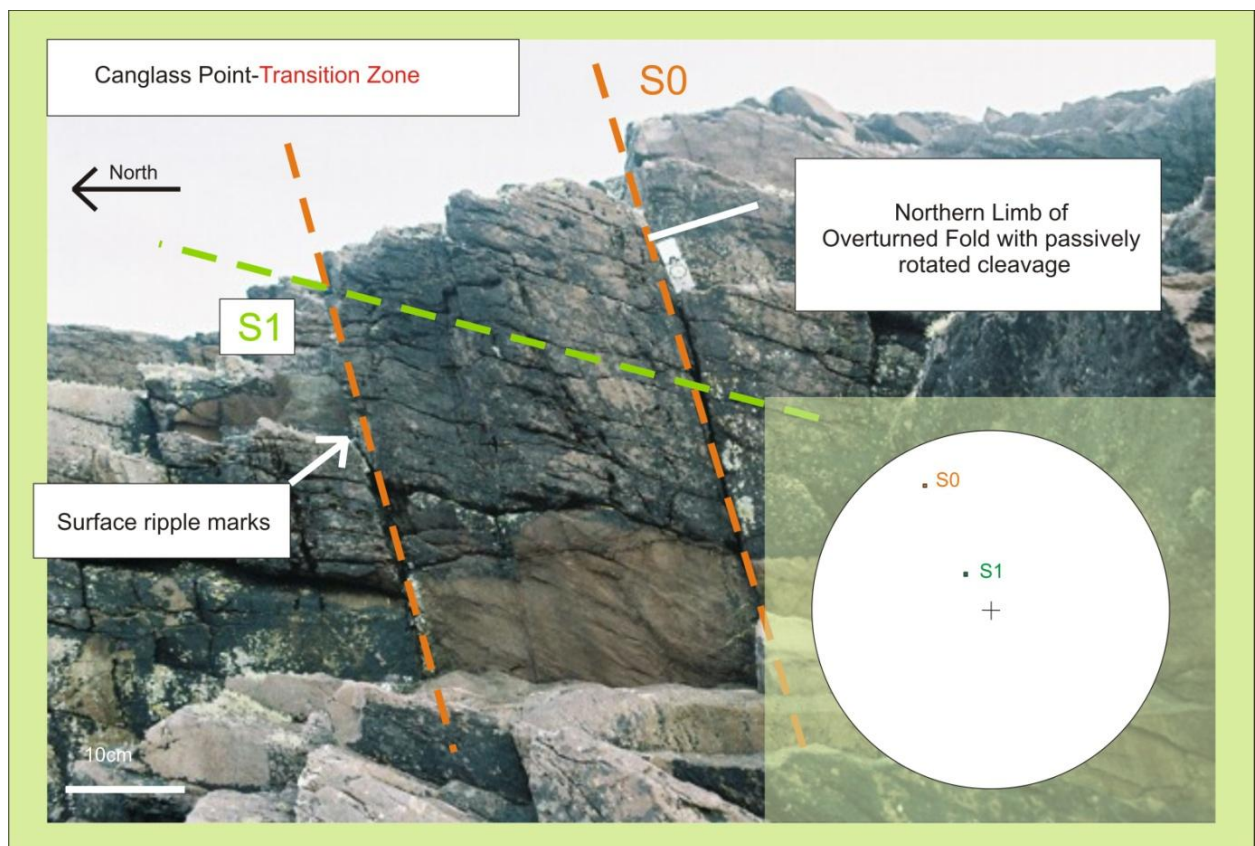 Canglass Point-Transition Zone
S0
North
Northern Limb of
Overturned Fold with passively
rotated cleavage
S1
Surface ripple marks
10cm
S0
S1